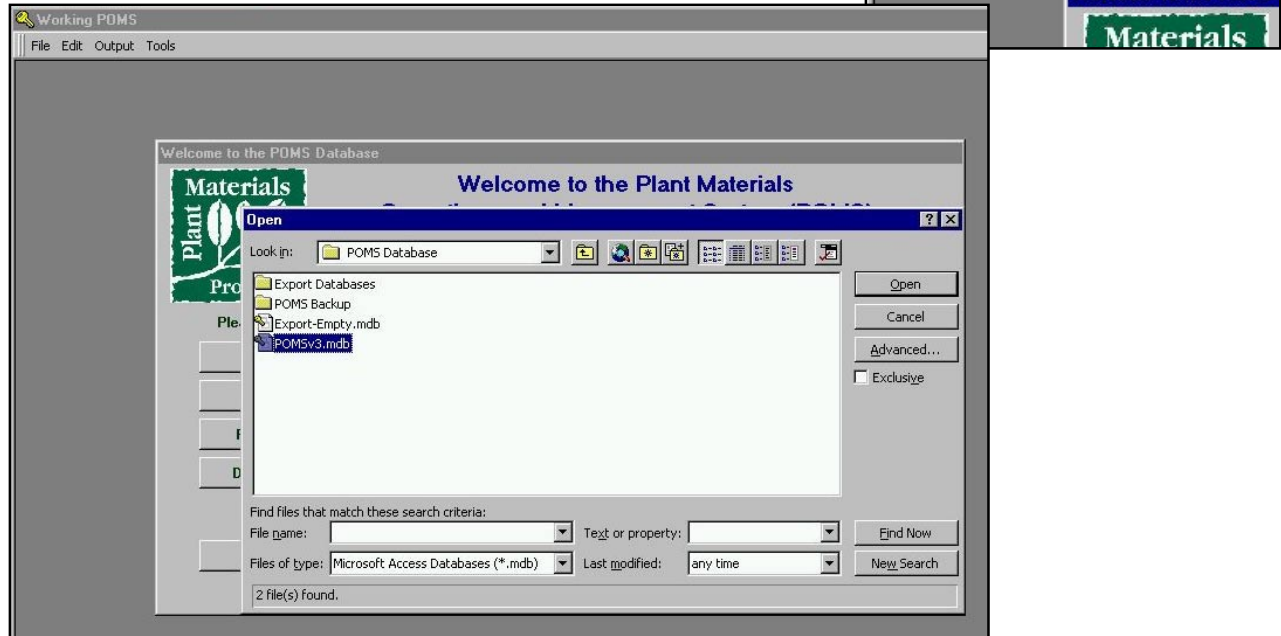 Working POMS
File Edit Output Tools
Materials
Welcome to the POMS Database
Materials
Plant
Pro
Welcome to the Plant Materials
Open
Look in: POMS Database
Export Databases
POMS Backup
Export-Empty.mdb
POMSv3.mdb
Open
Cancel
Advanced...
Exclusive
Ple
F
D
Find files that match these search criteria:
File name: Text or property: Find Now
Files of type: Microsoft Access Databases (*.mdb) Last modified: any time New Search
2 file(s) found.